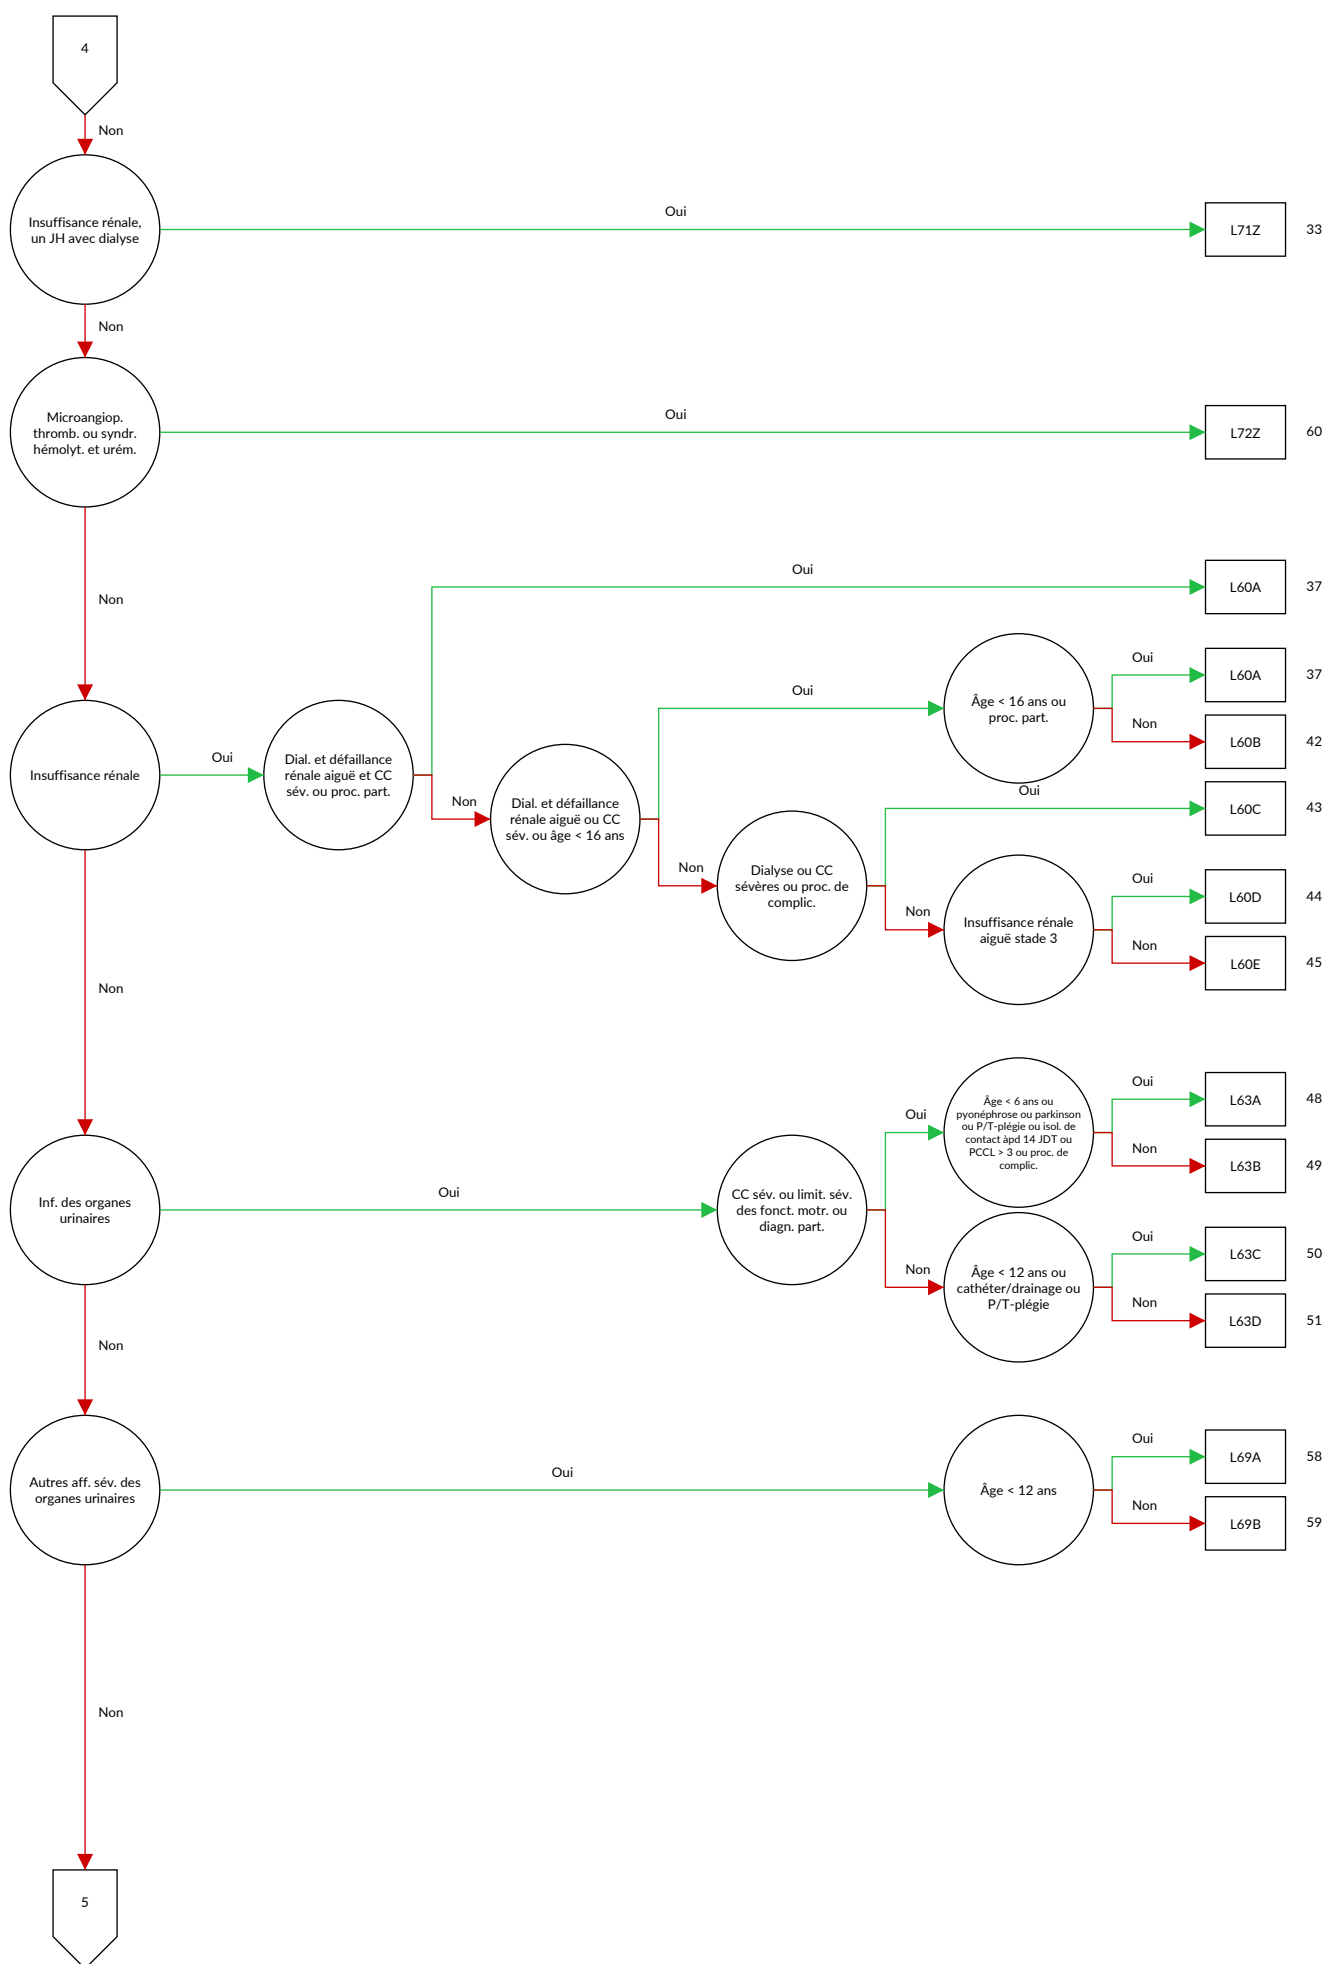 4
Non
Insuffisance rénale,
un JH avec dialyse
Oui
L71Z
33
Non
Microangiop.
thromb. ou syndr.
hémolyt. et urém.
Oui
L72Z
60
Non
Insuffisance rénale
Oui
Dial. et défaillance
rénale aiguë et CC
sév. ou proc. part.
Oui
L60A
37
Non
Dial. et défaillance
rénale aiguë ou CC
sév. ou âge < 16 ans
Oui
Âge < 16 ans ou
proc. part.
Oui
L60A
37
Non
L60B
42
Non
Dialyse ou CC
sévères ou proc. de
complic.
Oui
L60C
43
Non
Insuffisance rénale
aiguë stade 3
Oui
L60D
44
Non
L60E
45
Non
Inf. des organes
urinaires
Oui
CC sév. ou limit. sév.
des fonct. motr. ou
diagn. part.
Oui
Âge < 6 ans ou
pyonéphrose ou parkinson
ou P/T-plégie ou isol. de
contact àpd 14 JDT ou
PCCL > 3 ou proc. de
complic.
Oui
L63A
48
Non
L63B
49
Non
Âge < 12 ans ou
cathéter/drainage ou
P/T-plégie
Oui
L63C
50
Non
L63D
51
Non
Autres aff. sév. des
organes urinaires
Oui
Âge < 12 ans
Oui
L69A
58
Non
L69B
59
Non
5